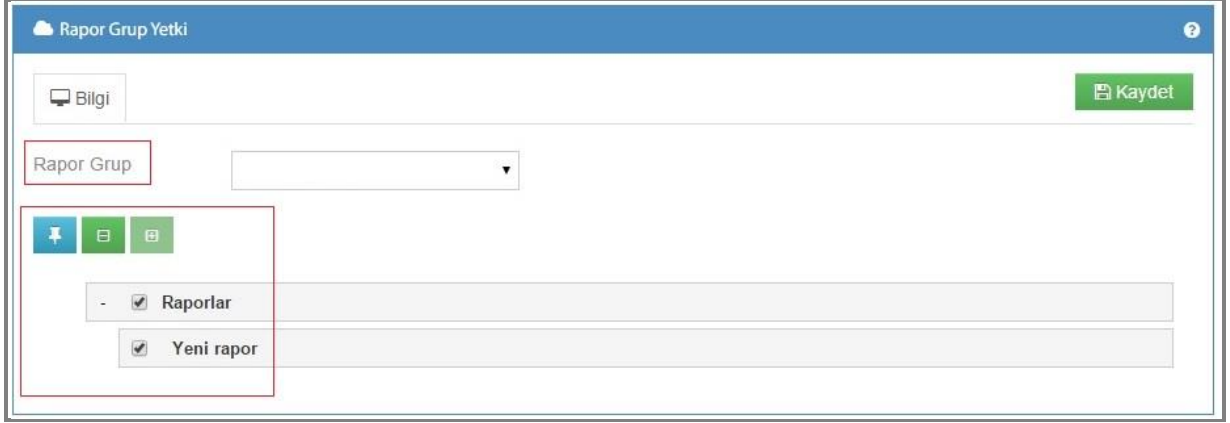 Rapor Grup Yetki
Bilgi
Kaydet
Rapor Grup
- Raporlar
Yeni rapor